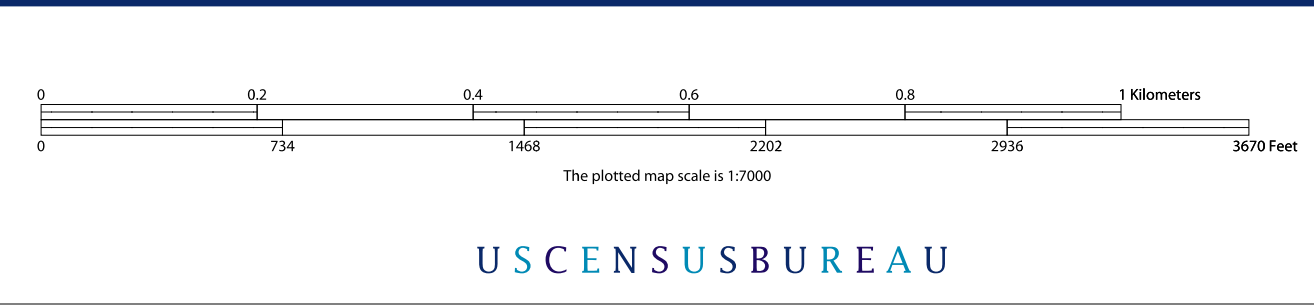 0 0.2 0.4 0.6 0.8 1 Kilometers
0 734 1468 2202 2936 3670 Feet
The plotted map scale is 1:7000
USCENSUSBUREAU